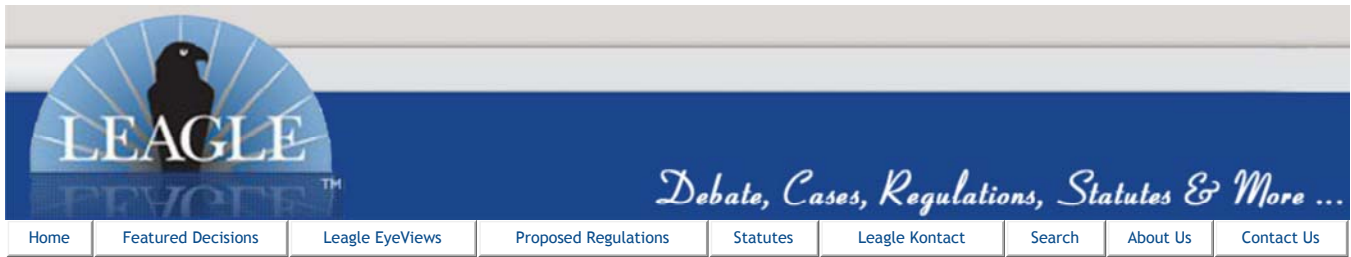 LEAGLE
TM
Debate, Cases, Regulations, Statutes & More ...
Home Featured Decisions Leagle EyeViews Proposed Regulations Statutes Leagle Kontact Search About Us Contact Us